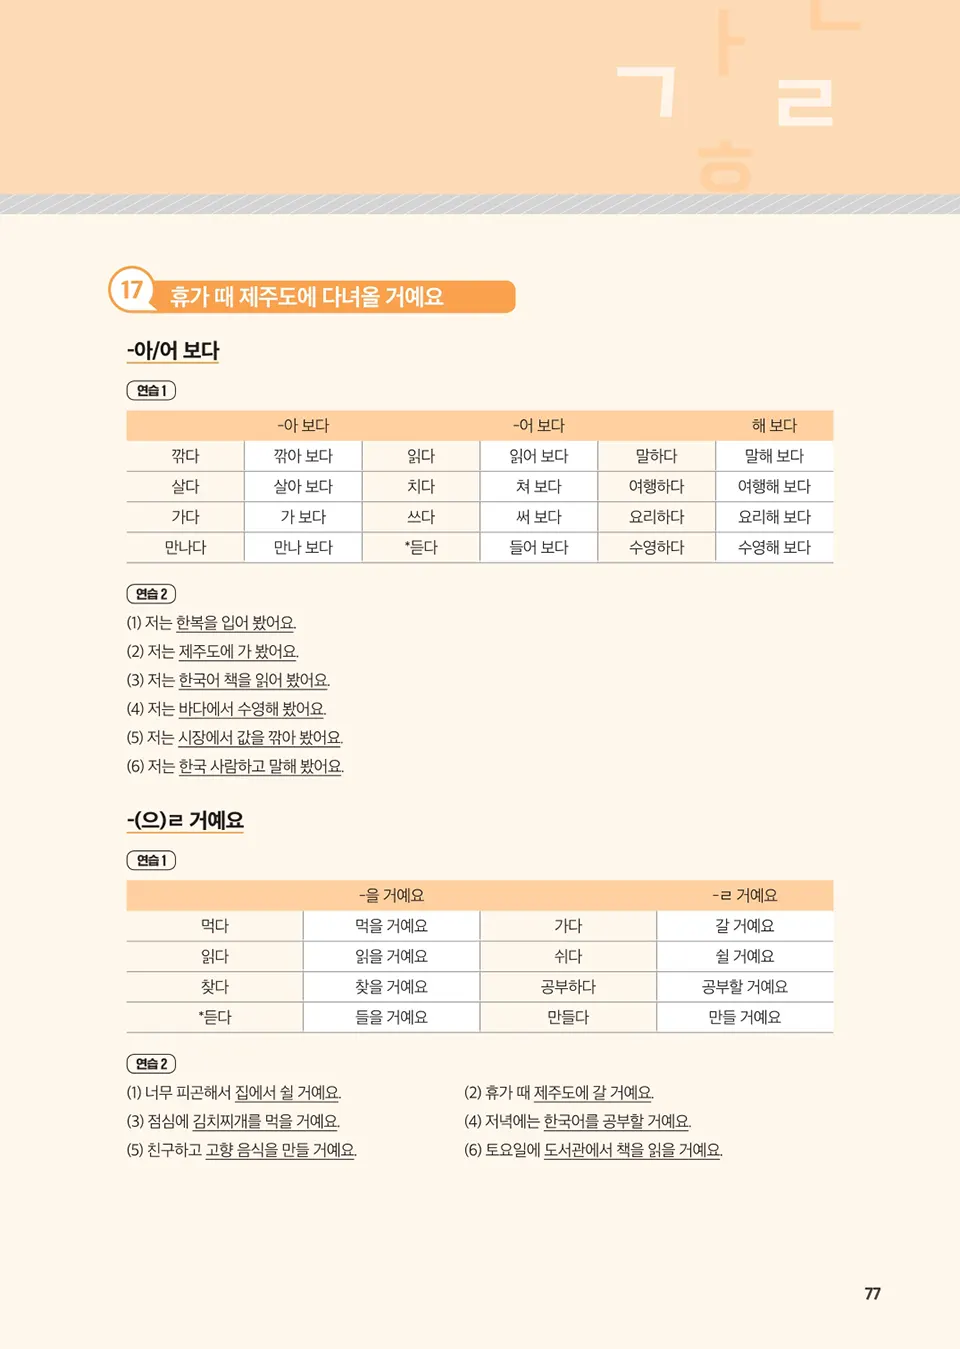 ㅏ ㄴ
ㄱ ㄹ
ㅎ
17 휴가 때 제주도에 다녀올 거예요
-아/어 보다
연습 1
-아 보다 -어 보다 해 보다
깎다 깎아 보다 읽다 읽어 보다 말하다 말해 보다
살다 살아 보다 치다 쳐 보다 여행하다 여행해 보다
가다 가 보다 쓰다 써 보다 요리하다 요리해 보다
만나다 만나 보다 *듣다 들어 보다 수영하다 수영해 보다
연습 2
(1) 저는 한복을 입어 봤어요.
(2) 저는 제주도에 가 봤어요.
(3) 저는 한국어 책을 읽어 봤어요.
(4) 저는 바다에서 수영해 봤어요.
(5) 저는 시장에서 값을 깎아 봤어요.
(6) 저는 한국 사람하고 말해 봤어요.
-(으)ㄹ 거예요
연습 1
-을 거예요 -ㄹ 거예요
먹다 먹을 거예요 가다 갈 거예요
읽다 읽을 거예요 쉬다 쉴 거예요
찾다 찾을 거예요 공부하다 공부할 거예요
*듣다 들을 거예요 만들다 만들 거예요
연습 2
(1) 너무 피곤해서 집에서 쉴 거예요. (2) 휴가 때 제주도에 갈 거예요.
(3) 점심에 김치찌개를 먹을 거예요. (4) 저녁에는 한국어를 공부할 거예요.
(5) 친구하고 고향 음식을 만들 거예요. (6) 토요일에 도서관에서 책을 읽을 거예요.
77